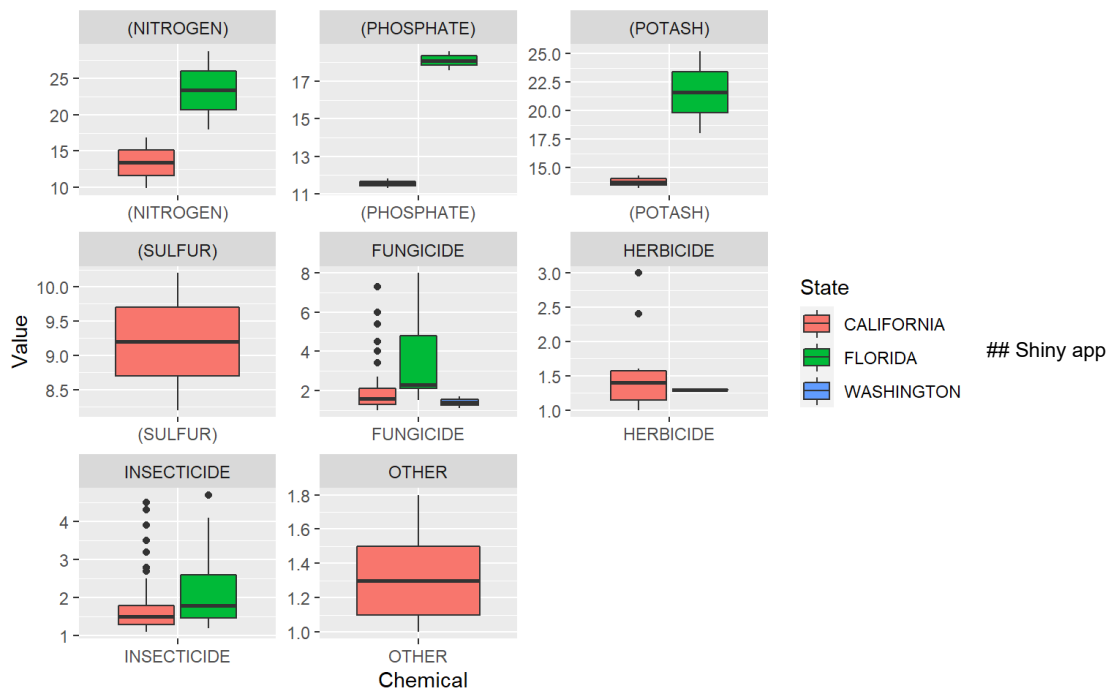 (NITROGEN)
(PHOSPHATE)
(POTASH)
25
20
15
10
17
15
13
11
25.0
22.5
20.0
17.5
15.0
(NITROGEN)
(PHOSPHATE)
(POTASH)
(SULFUR)
FUNGICIDE
HERBICIDE
10.0
9.5
9.0
8.5
8
6
4
2
3.0
2.5
2.0
1.5
1.0
(SULFUR)
FUNGICIDE
HERBICIDE
INSECTICIDE
OTHER
4
3
2
1
1.8
1.6
1.4
1.2
1.0
INSECTICIDE
OTHER
Value
Chemical
State
CALIFORNIA
FLORIDA
WASHINGTON
## Shiny app